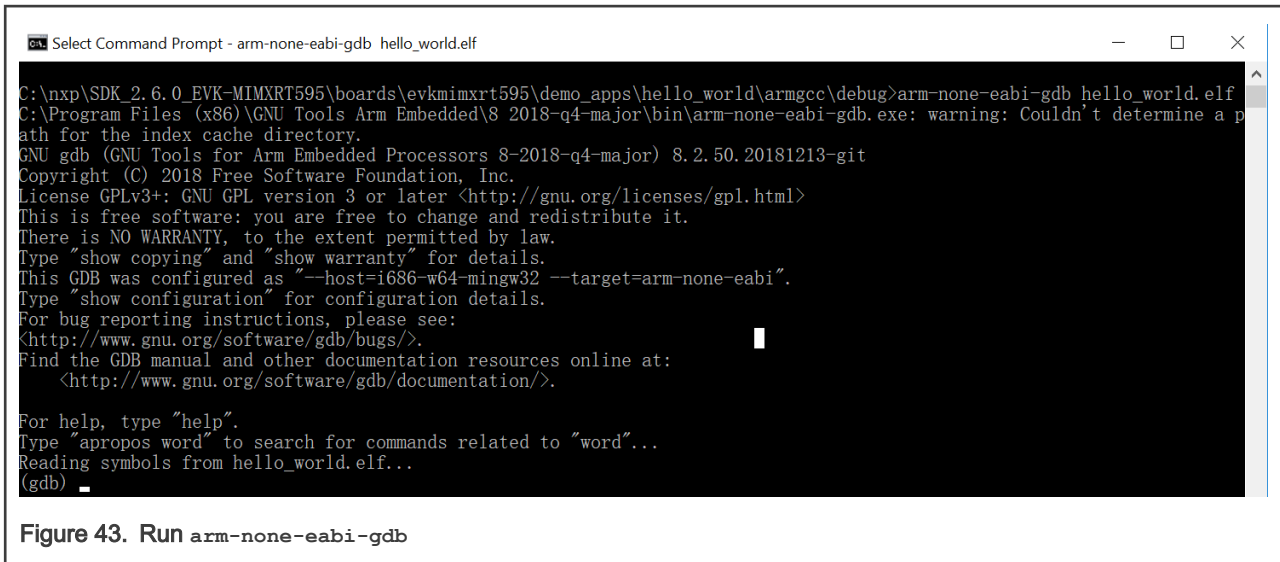 Select Command Prompt - arm-none-eabi-gdb hello_world.elf
C:\nxp\SDK_2.6.0_EVK-MIMXRT595\boards\evkmimxrt595\demo_apps\hello_world\armgcc\debug>arm-none-eabi-gdb hello_world.elf
C:\Program Files (x86)\GNU Tools Arm Embedded\8 2018-q4-major\bin\arm-none-eabi-gdb.exe: warning: Couldn't determine a p
ath for the index cache directory.
GNU gdb (GNU Tools for Arm Embedded Processors 8-2018-q4-major) 8.2.50.20181213-git
Copyright (C) 2018 Free Software Foundation, Inc.
License GPLv3+: GNU GPL version 3 or later <http://gnu.org/licenses/gpl.html>
This is free software: you are free to change and redistribute it.
There is NO WARRANTY, to the extent permitted by law.
Type "show copying" and "show warranty" for details.
This GDB was configured as "--host=i686-w64-mingw32 --target=arm-none-eabi".
Type "show configuration" for configuration details.
For bug reporting instructions, please see:
<http://www.gnu.org/software/gdb/bugs/>.
Find the GDB manual and other documentation resources online at:
    <http://www.gnu.org/software/gdb/documentation/>.
For help, type "help".
Type "apropos word" to search for commands related to "word"...
Reading symbols from hello_world.elf...
(gdb)
Figure 43. Run arm-none-eabi-gdb